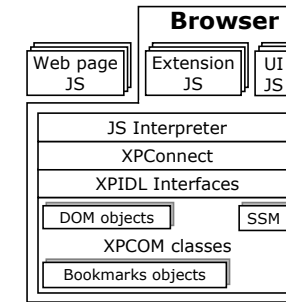 Browser
Web page
JS
Extension
JS
UI
JS
JS Interpreter
XPConnect
XPIDL Interfaces
DOM objects
SSM
XPCOM classes
Bookmarks objects